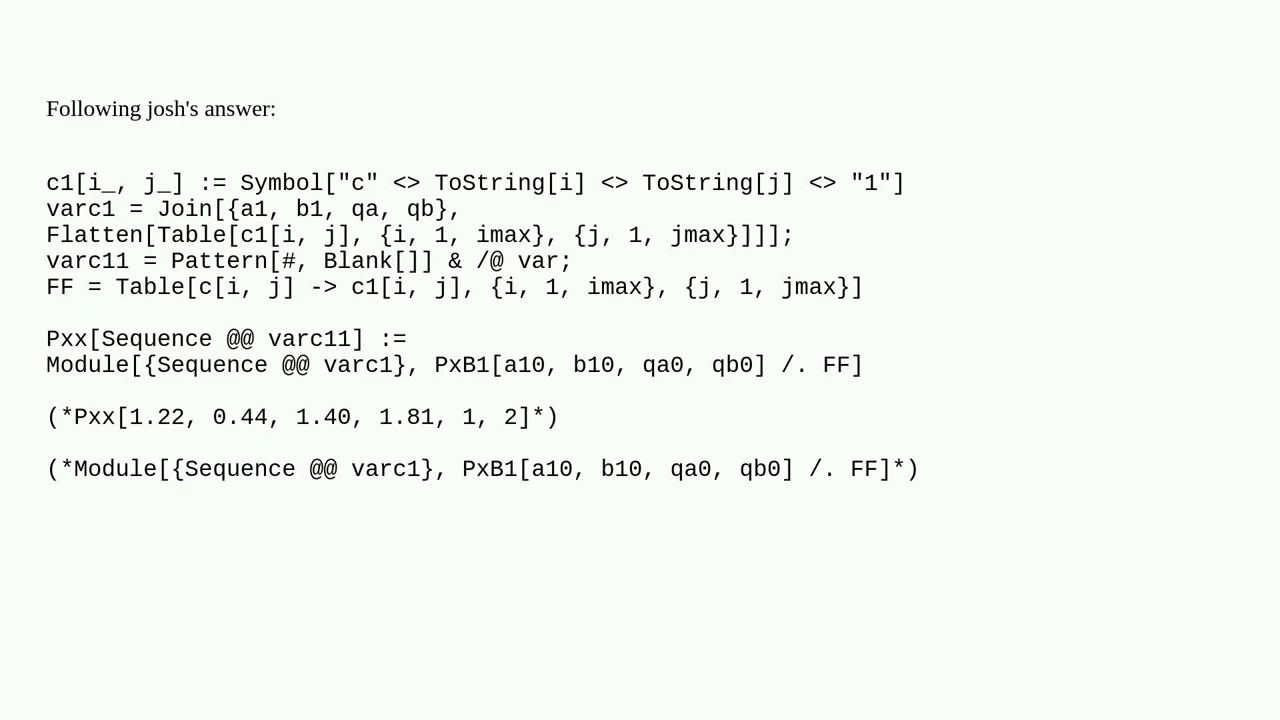 Following josh's answer:
c1[i_, j_] := Symbol["c" <> ToString[i] <> ToString[j] <> "1"]
varc1 = Join[{a1, b1, qa, qb},
Flatten[Table[c1[i, j], {i, 1, imax}, {j, 1, jmax}]]];
varc11 = Pattern[#, Blank[]] & /@ var;
FF = Table[c[i, j] -> c1[i, j], {i, 1, imax}, {j, 1, jmax}]
Pxx[Sequence @@ varc11] :=
Module[{Sequence @@ varc1}, PxB1[a10, b10, qa0, qb0] /. FF]
(*Pxx[1.22, 0.44, 1.40, 1.81, 1, 2]*)
(*Module[{Sequence @@ varc1}, PxB1[a10, b10, qa0, qb0] /. FF]*)